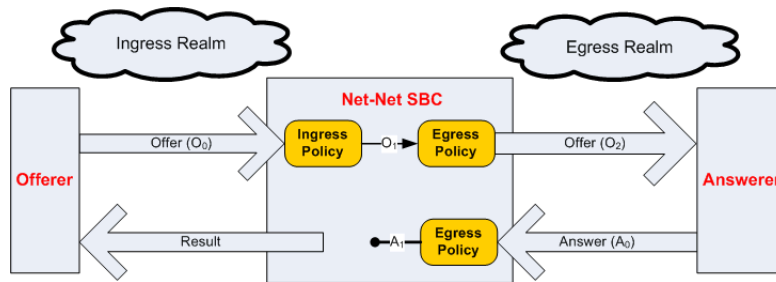 Ingress Realm
Egress Realm
Net-Net SBC
Offerer
Offer (O₀)
Ingress
Policy
O₁
Egress
Policy
Offer (O₂)
Answerer
Result
A₁
Egress
Policy
Answer (A₀)